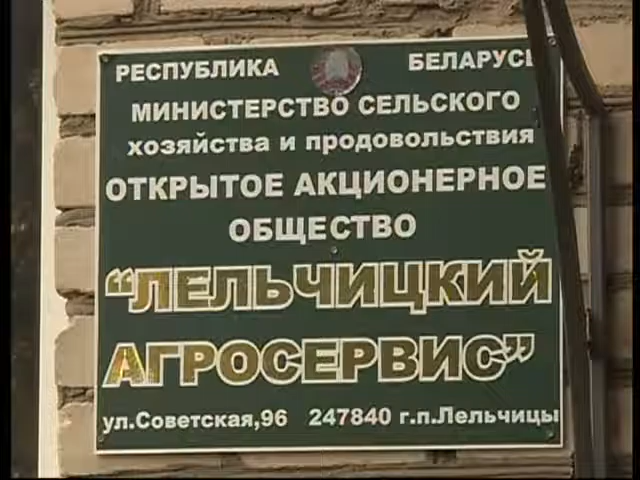 РЕСПУБЛИКА БЕЛАРУСЬ
МИНИСТЕРСТВО СЕЛЬСКОГО
ХОЗЯЙСТВА И ПРОДОВОЛЬСТВИЯ
ОТКРЫТОЕ АКЦИОНЕРНОЕ
ОБЩЕСТВО
“ЛЕЛЬЧИЦКИЙ
АГРОСЕРВИС”
ул.Советская,96 247840 г.п.Лельчицы